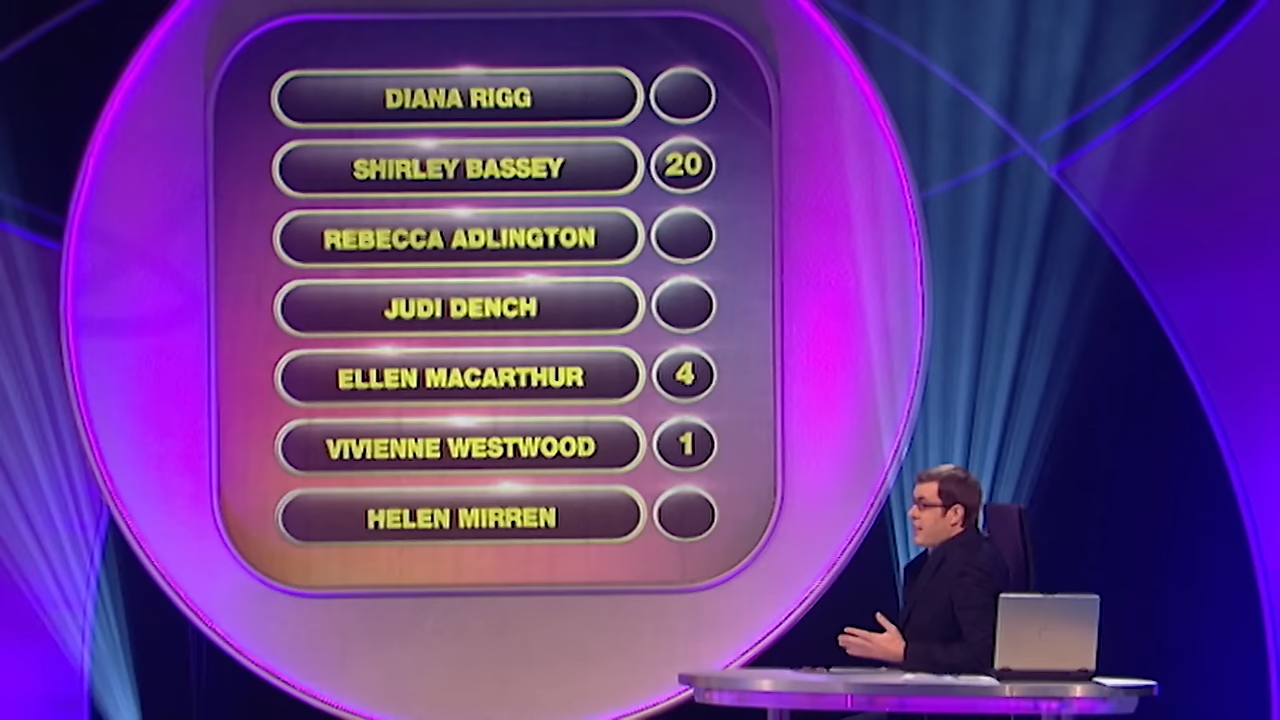 DIANA RIGG
SHIRLEY BASSEY 20
REBECCA ADLINGTON
JUDI DENCH
ELLEN MACARTHUR 4
VIVIENNE WESTWOOD 1
HELEN MIRREN